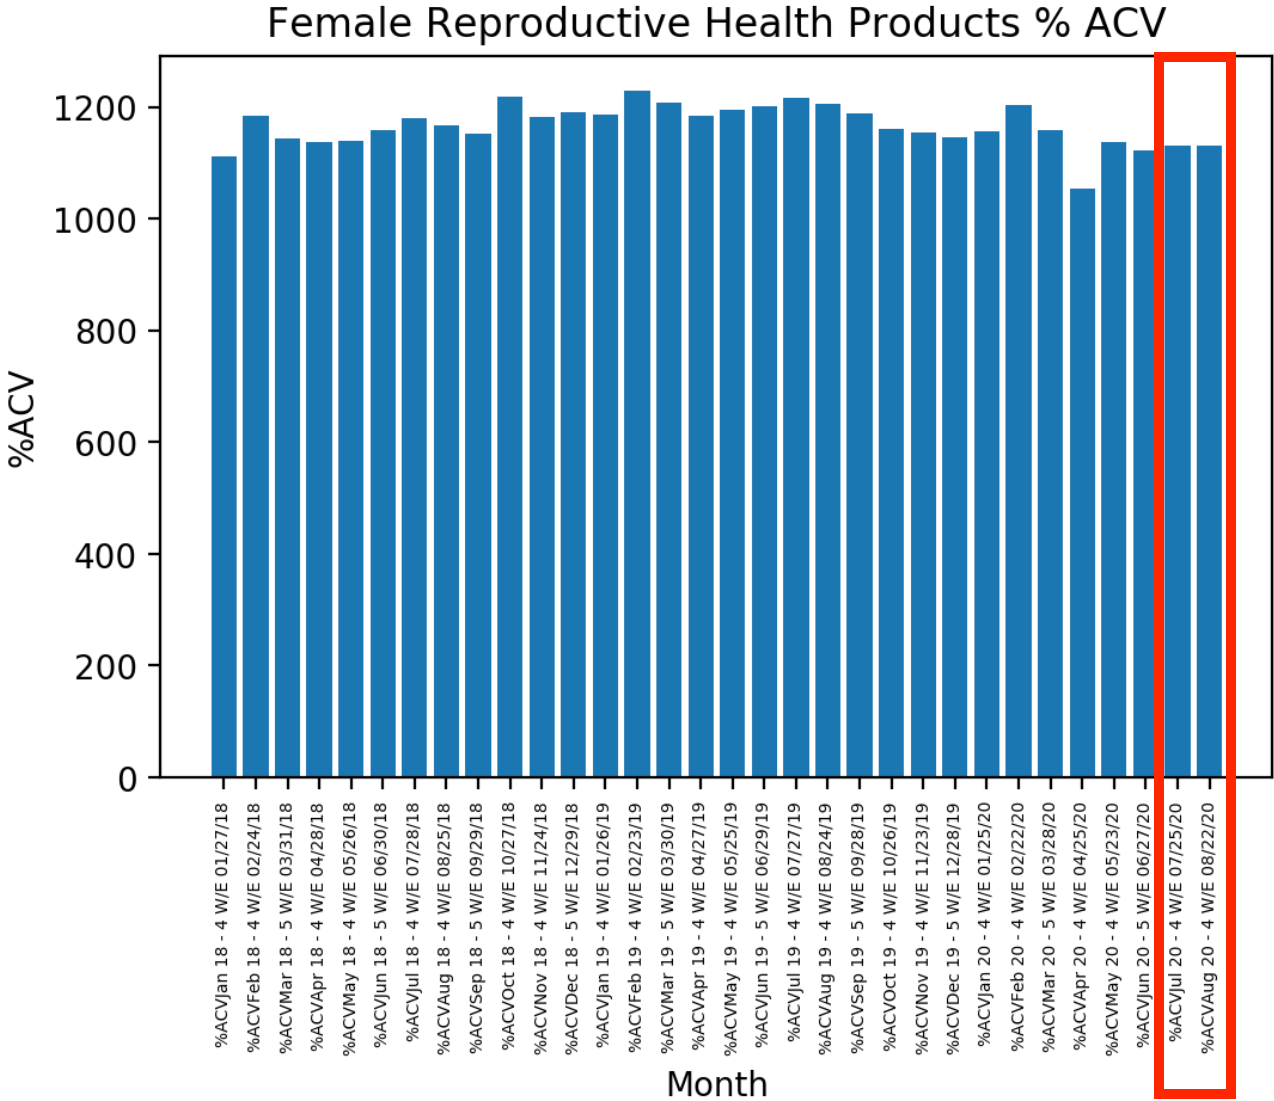 Female Reproductive Health Products % ACV
1200
1000
800
600
400
200
0
%ACV
%ACVJan 18 - 4 W/E 01/27/18
%ACVFeb 18 - 4 W/E 02/24/18
%ACVMar 18 - 5 W/E 03/31/18
%ACVApr 18 - 4 W/E 04/28/18
%ACVMay 18 - 4 W/E 05/26/18
%ACVJun 18 - 5 W/E 06/30/18
%ACVJul 18 - 4 W/E 07/28/18
%ACVAug 18 - 4 W/E 08/25/18
%ACVSep 18 - 5 W/E 09/29/18
%ACVOct 18 - 4 W/E 10/27/18
%ACVNov 18 - 4 W/E 11/24/18
%ACVDec 18 - 5 W/E 12/29/18
%ACVJan 19 - 4 W/E 01/26/19
%ACVFeb 19 - 4 W/E 02/23/19
%ACVMar 19 - 5 W/E 03/30/19
%ACVApr 19 - 4 W/E 04/27/19
%ACVMay 19 - 4 W/E 05/25/19
%ACVJun 19 - 5 W/E 06/29/19
%ACVJul 19 - 4 W/E 07/27/19
%ACVAug 19 - 4 W/E 08/24/19
%ACVSep 19 - 5 W/E 09/28/19
%ACVOct 19 - 4 W/E 10/26/19
%ACVNov 19 - 4 W/E 11/23/19
%ACVDec 19 - 5 W/E 12/28/19
%ACVJan 20 - 4 W/E 01/25/20
%ACVFeb 20 - 4 W/E 02/22/20
%ACVMar 20 - 5 W/E 03/28/20
%ACVApr 20 - 4 W/E 04/25/20
%ACVMay 20 - 4 W/E 05/23/20
%ACVJun 20 - 5 W/E 06/27/20
%ACVJul 20 - 4 W/E 07/25/20
%ACVAug 20 - 4 W/E 08/22/20
Month